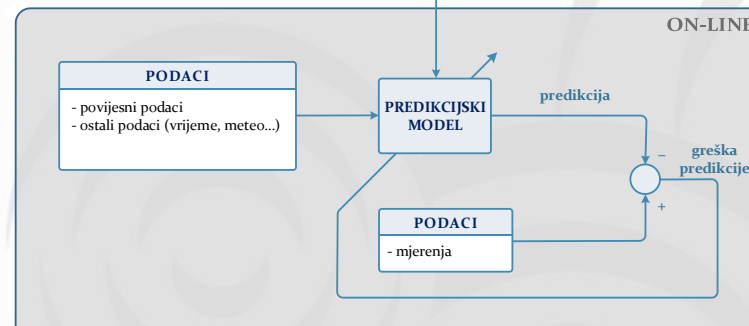 ON-LINE
PODACI
- povijesni podaci
- ostali podaci (vrijeme, meteo...)
PREDIKCIJSKI
MODEL
predikcija
−
greška
predikcije
+
PODACI
- mjerenja